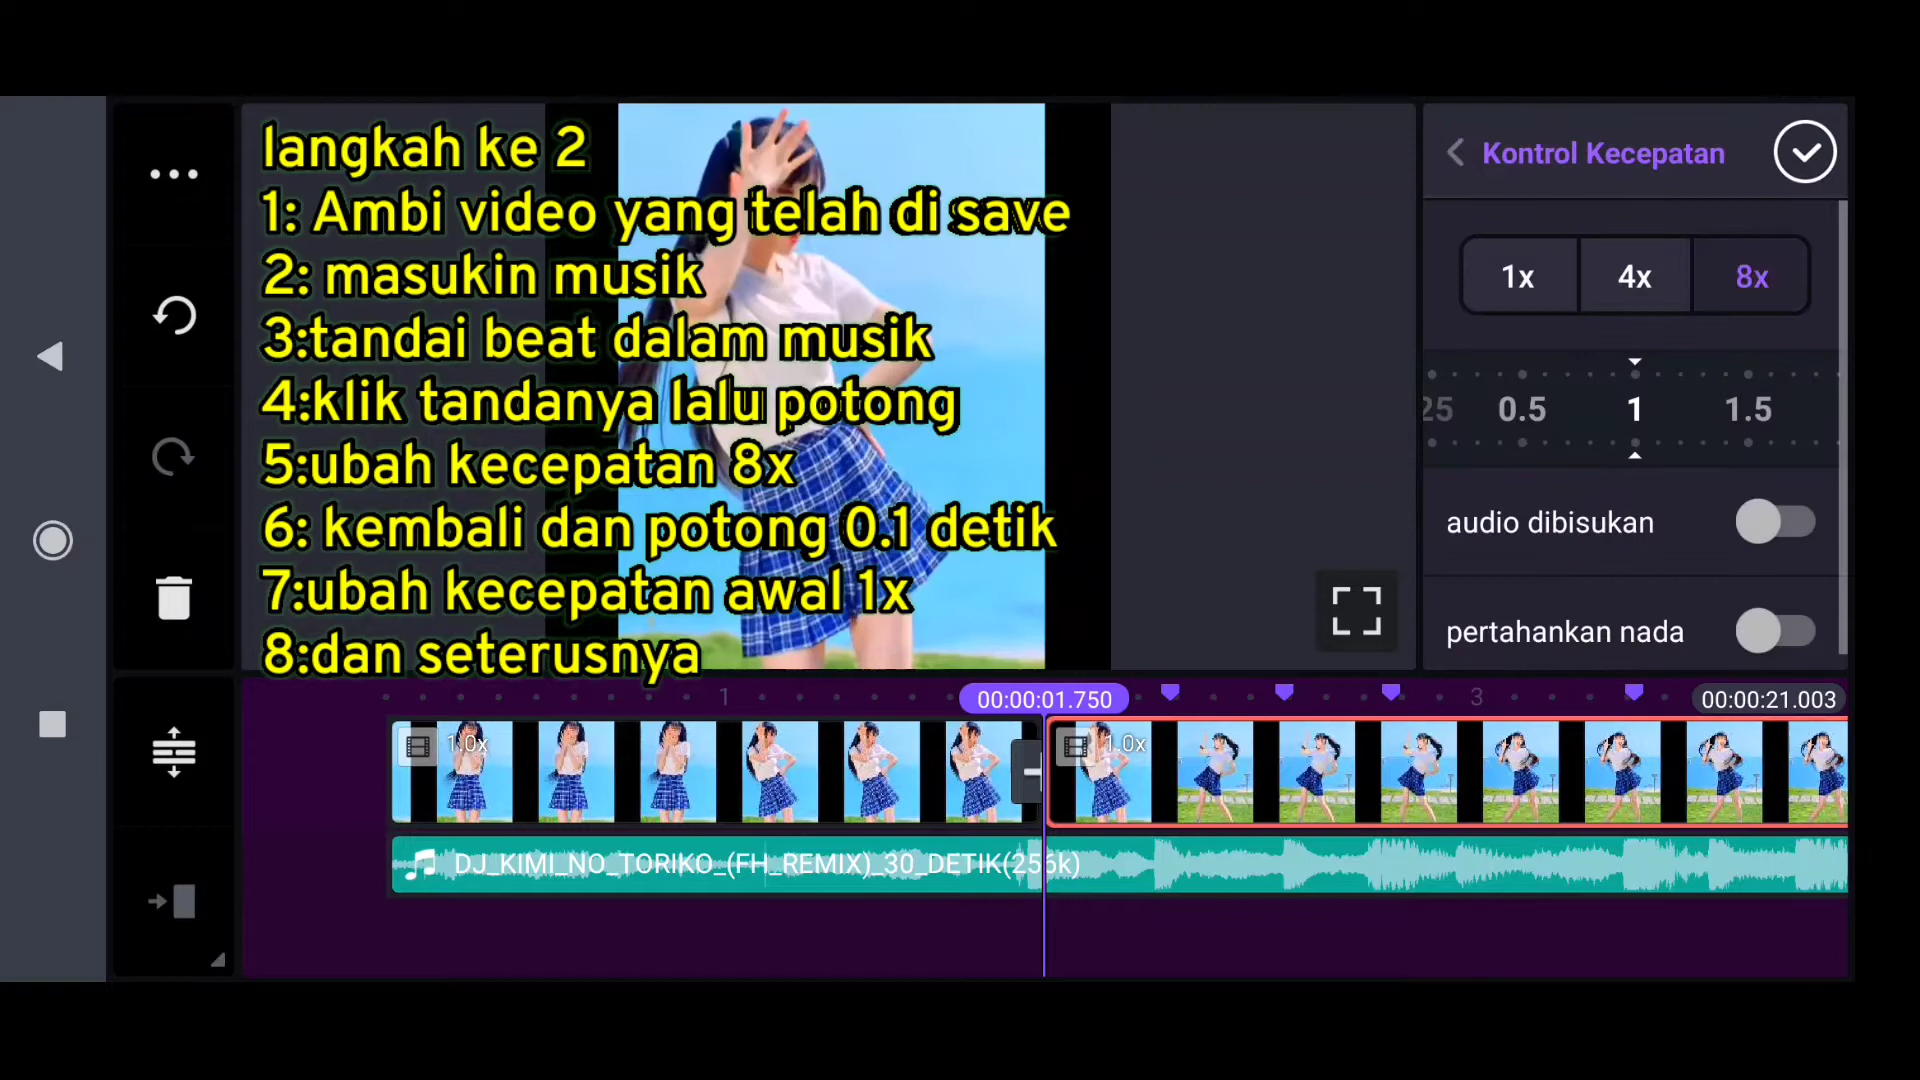 langkah ke 2
1: Ambi video yang telah di save
2: masukin musik
3:tandai beat dalam musik
4:klik tandanya lalu potong
5:ubah kecepatan 8x
6: kembali dan potong 0.1 detik
7:ubah kecepatan awal 1x
8:dan seterusnya
Kontrol Kecepatan
1x 4x 8x
25 0.5 1 1.5
audio dibisukan
pertahankan nada
1 00:00:01.750 3 00:00:21.003
1.0x 1.0x
DJ_KIMI_NO_TORIKO_(FH_REMIX)_30_DETIK(256k)